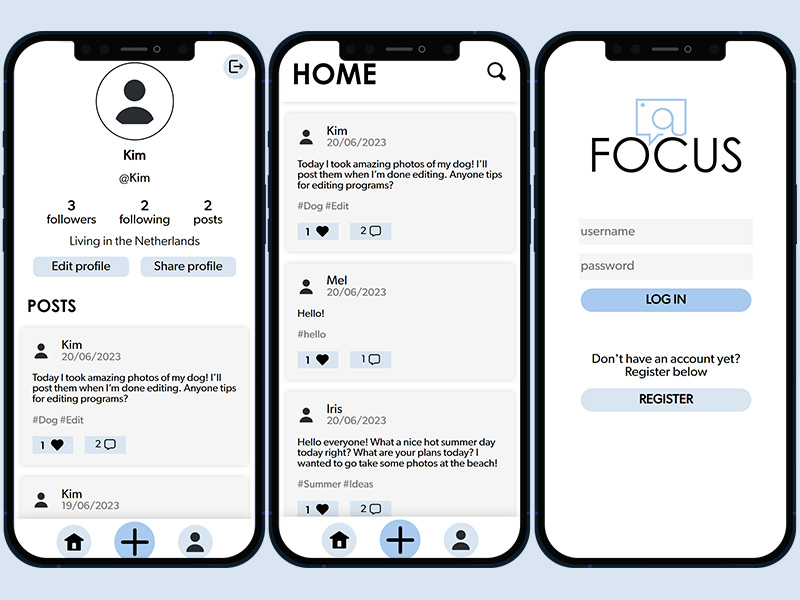 Kim
@Kim
3 2 2
followers following posts
Living in the Netherlands
Edit profile Share profile
POSTS
Kim
20/06/2023
Today I took amazing photos of my dog! I'll
post them when I'm done editing. Anyone tips
for editing programs?
#Dog #Edit
1 2
Kim
19/06/2023
HOME
Kim
20/06/2023
Today I took amazing photos of my dog! I'll
post them when I'm done editing. Anyone tips
for editing programs?
#Dog #Edit
1 2
Mel
20/06/2023
Hello!
#hello
1 1
Iris
20/06/2023
Hello everyone! What a nice hot summer day
today right? What are your plans today? I
wanted to go take some photos at the beach!
#Summer #Ideas
1 2
FOCUS
username
password
LOG IN
Don't have an account yet?
Register below
REGISTER